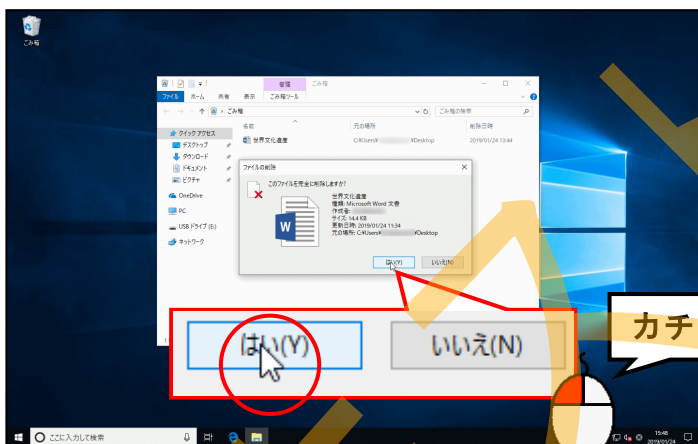 ごみ箱
管理
ごみ箱
ファイル ホーム 共有 表示 ごみ箱ツール
ごみ箱
ごみ箱の検索
名前 元の場所 削除日時
世界文化遺産 C:¥Users¥ ¥Desktop 2019/01/24 13:44
クイック アクセス
デスクトップ
ダウンロード
ドキュメント
ピクチャ
OneDrive
PC
USB ドライブ (E:)
ネットワーク
ファイルの削除
このファイルを完全に削除しますか?
世界文化遺産
種類: Microsoft Word 文書
作成者:
サイズ: 14.4 KB
更新日時: 2019/01/24 11:34
元の場所: C:¥Users¥ ¥Desktop
はい(Y) いいえ(N)
はい(Y) いいえ(N)
カチ
ここに入力して検索
15:48
2019/01/24